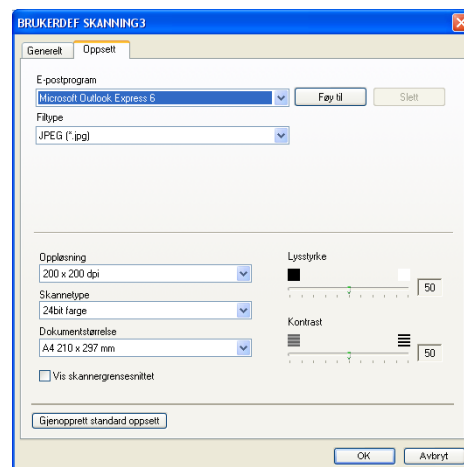 BRUKERDEF SKANNING3
Generelt Oppsett
E-postprogram
Microsoft Outlook Express 6 Føy til Slett
Filtype
JPEG (*.jpg)
Oppløsning Lysstyrke
200 x 200 dpi
50
Skannetype
24bit farge
Kontrast
Dokumentstørrelse
A4 210 x 297 mm
50
Vis skannergrensesnittet
Gjenopprett standard oppsett
OK Avbryt